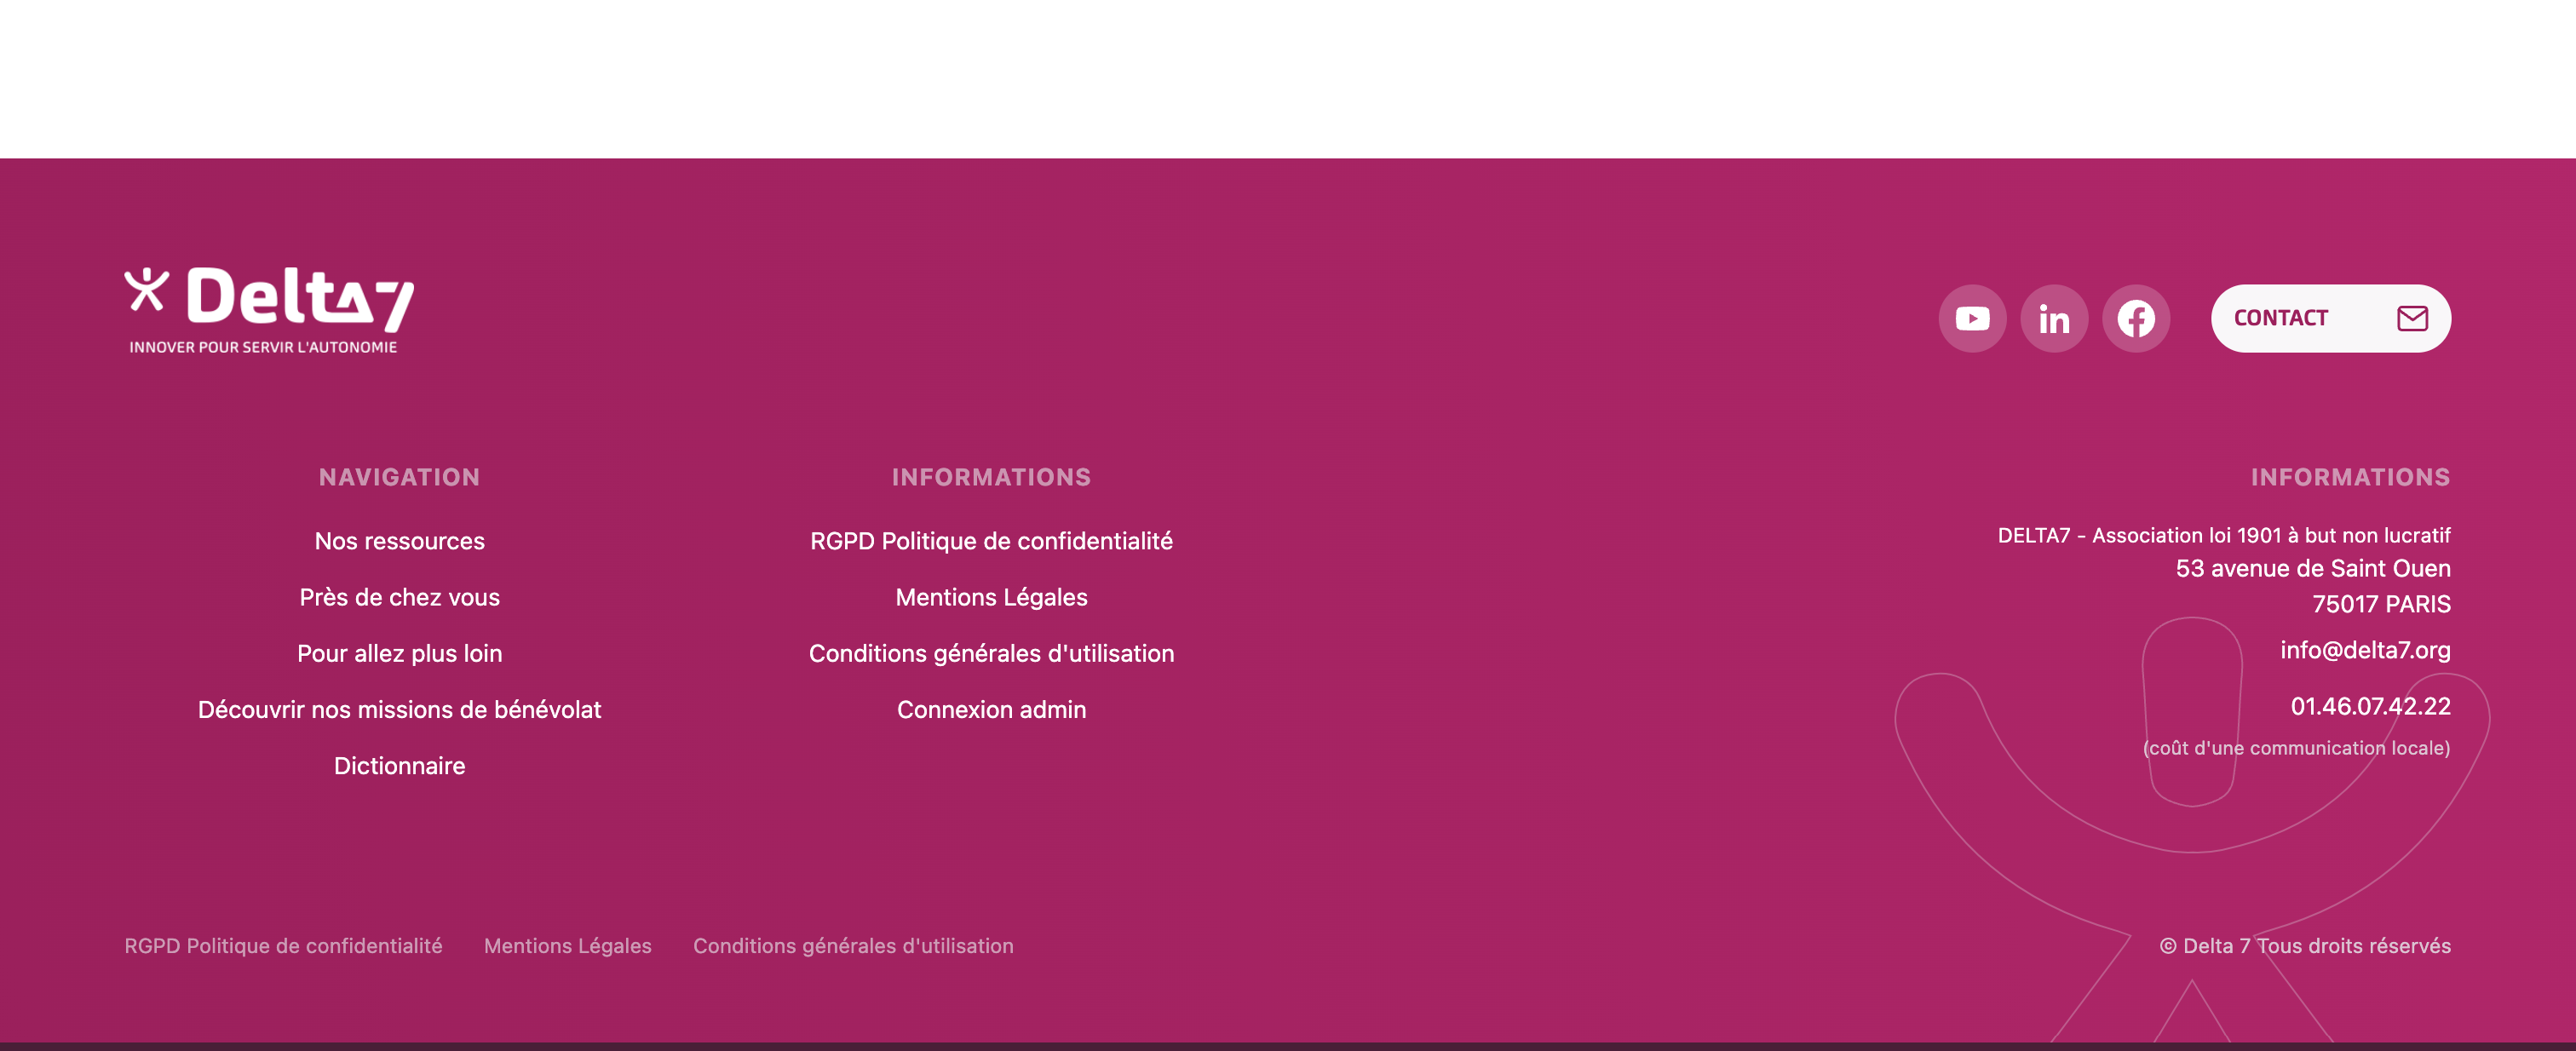 Delta7
INNOVER POUR SERVIR L'AUTONOMIE
in
CONTACT
NAVIGATION
Nos ressources
Près de chez vous
Pour allez plus loin
Découvrir nos missions de bénévolat
Dictionnaire
INFORMATIONS
RGPD Politique de confidentialité
Mentions Légales
Conditions générales d'utilisation
Connexion admin
INFORMATIONS
DELTA7 - Association loi 1901 à but non lucratif
53 avenue de Saint Ouen
75017 PARIS
info@delta7.org
01.46.07.42.22
(coût d'une communication locale)
RGPD Politique de confidentialité
Mentions Légales
Conditions générales d'utilisation
© Delta 7 Tous droits réservés